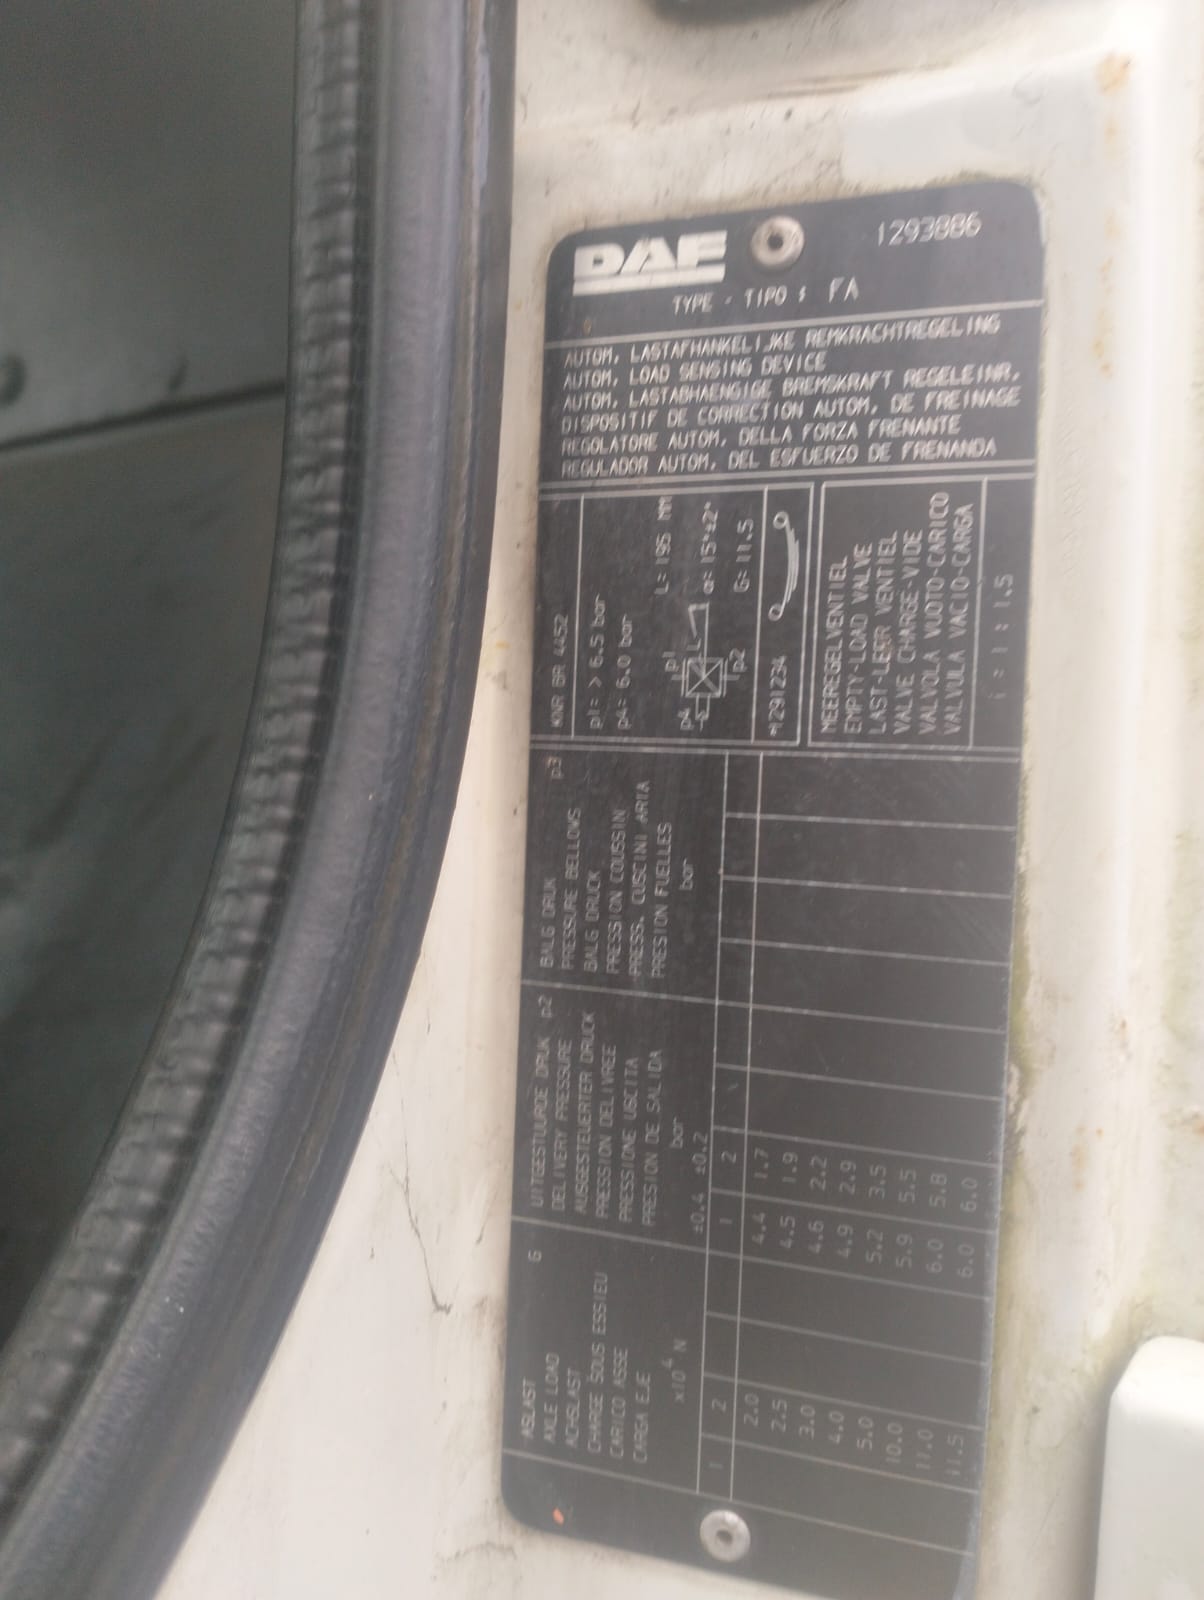 DAF
1293886
TYPE - TIPO : FA
AUTOM. LASTAFHANKELIJKE REMKRACHTREGELING
AUTOM. LOAD SENSING DEVICE
AUTOM. LASTABHAENGIGE BREMSKRAFT REGELEINR.
DISPOSITIF DE CORRECTION AUTOM. DE FREINAGE
REGOLATORE AUTOM. DELLA FORZA FRENANTE
REGULADOR AUTOM. DEL ESFUERZO DE FRENANDA
ASLAST G
AXLE LOAD
ACHSLAST
CHARGE SOUS ESSIEU
CARICO ASSE
CARGA EJE
x10⁴ N
UITGESTUURDE DRUK p2
DELIVERY PRESSURE
AUSGESTEUERTER DRUCK
PRESSION DELIVREE
PRESSIONE USCITA
PRESION DE SALIDA
bar
±0.4 ±0.2
BALG DRUK p3
PRESSURE BELLOWS
BALG DRUCK
PRESSION COUSSIN
PRESS. CUSCINI ARIA
PRESION FUELLES
bar
1 2 1 2
2.0 4.4 1.7
2.5 4.5 1.9
3.0 4.6 2.2
4.0 4.9 2.9
5.0 5.2 3.5
10.0 5.9 5.5
11.0 6.0 5.8
11.5 6.0 6.0
KNR BR 4452
p1= > 6.5 bar
p4= 6.0 bar
L= 195 MM
p4 p1 L α= 15°±2°
p2 G= 11.5
*1291234
MEEREGELVENTIEL
EMPTY-LOAD VALVE
LAST-LEER VENTIEL
VALVE CHARGE-VIDE
VALVOLA VUOTO-CARICO
VALVULA VACIO-CARGA
i = 1 : 1.5